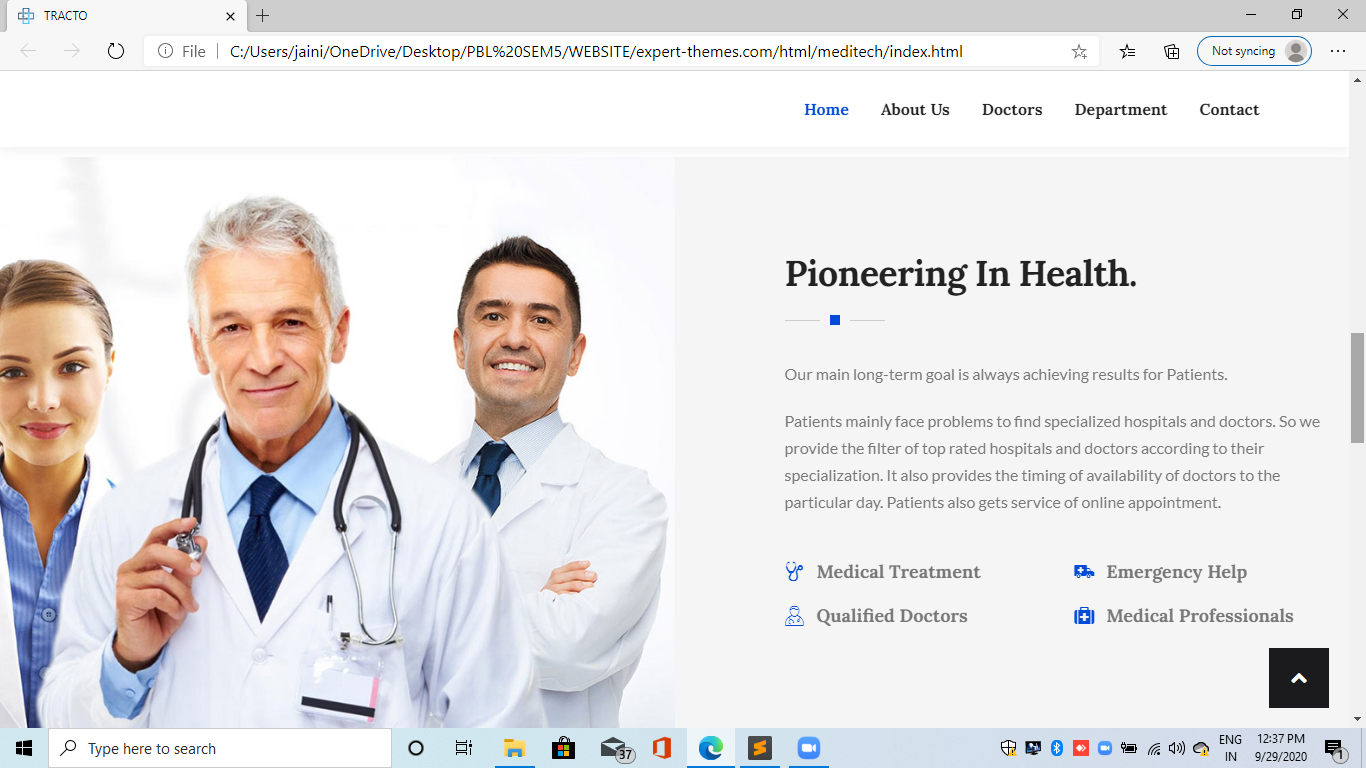 TRACTO
File
C:/Users/jaini/OneDrive/Desktop/PBL%20SEM5/WEBSITE/expert-themes.com/html/meditech/index.html
Not syncing
Home
About Us
Doctors
Department
Contact
Pioneering In Health.
Our main long-term goal is always achieving results for Patients.
Patients mainly face problems to find specialized hospitals and doctors. So we
provide the filter of top rated hospitals and doctors according to their
specialization. It also provides the timing of availability of doctors to the
particular day. Patients also gets service of online appointment.
Medical Treatment
Emergency Help
Qualified Doctors
Medical Professionals
Type here to search
37
ENG
IN
12:37 PM
9/29/2020
1